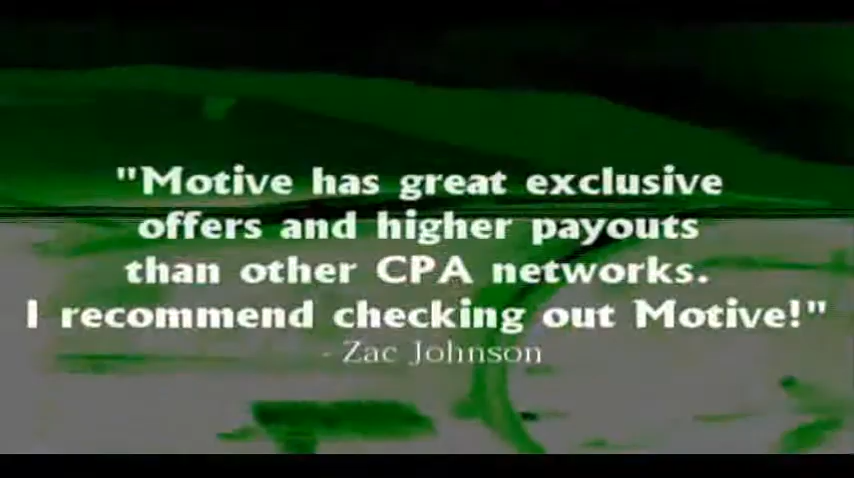 "Motive has great exclusive
offers and higher payouts
than other CPA networks.
I recommend checking out Motive!"
- Zac Johnson